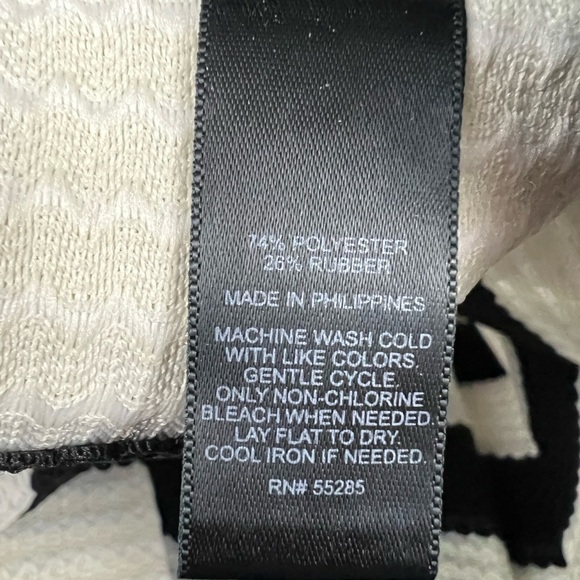 74% POLYESTER
26% RUBBER
MADE IN PHILIPPINES
MACHINE WASH COLD
WITH LIKE COLORS.
GENTLE CYCLE.
ONLY NON-CHLORINE
BLEACH WHEN NEEDED.
LAY FLAT TO DRY.
COOL IRON IF NEEDED.
RN# 55285